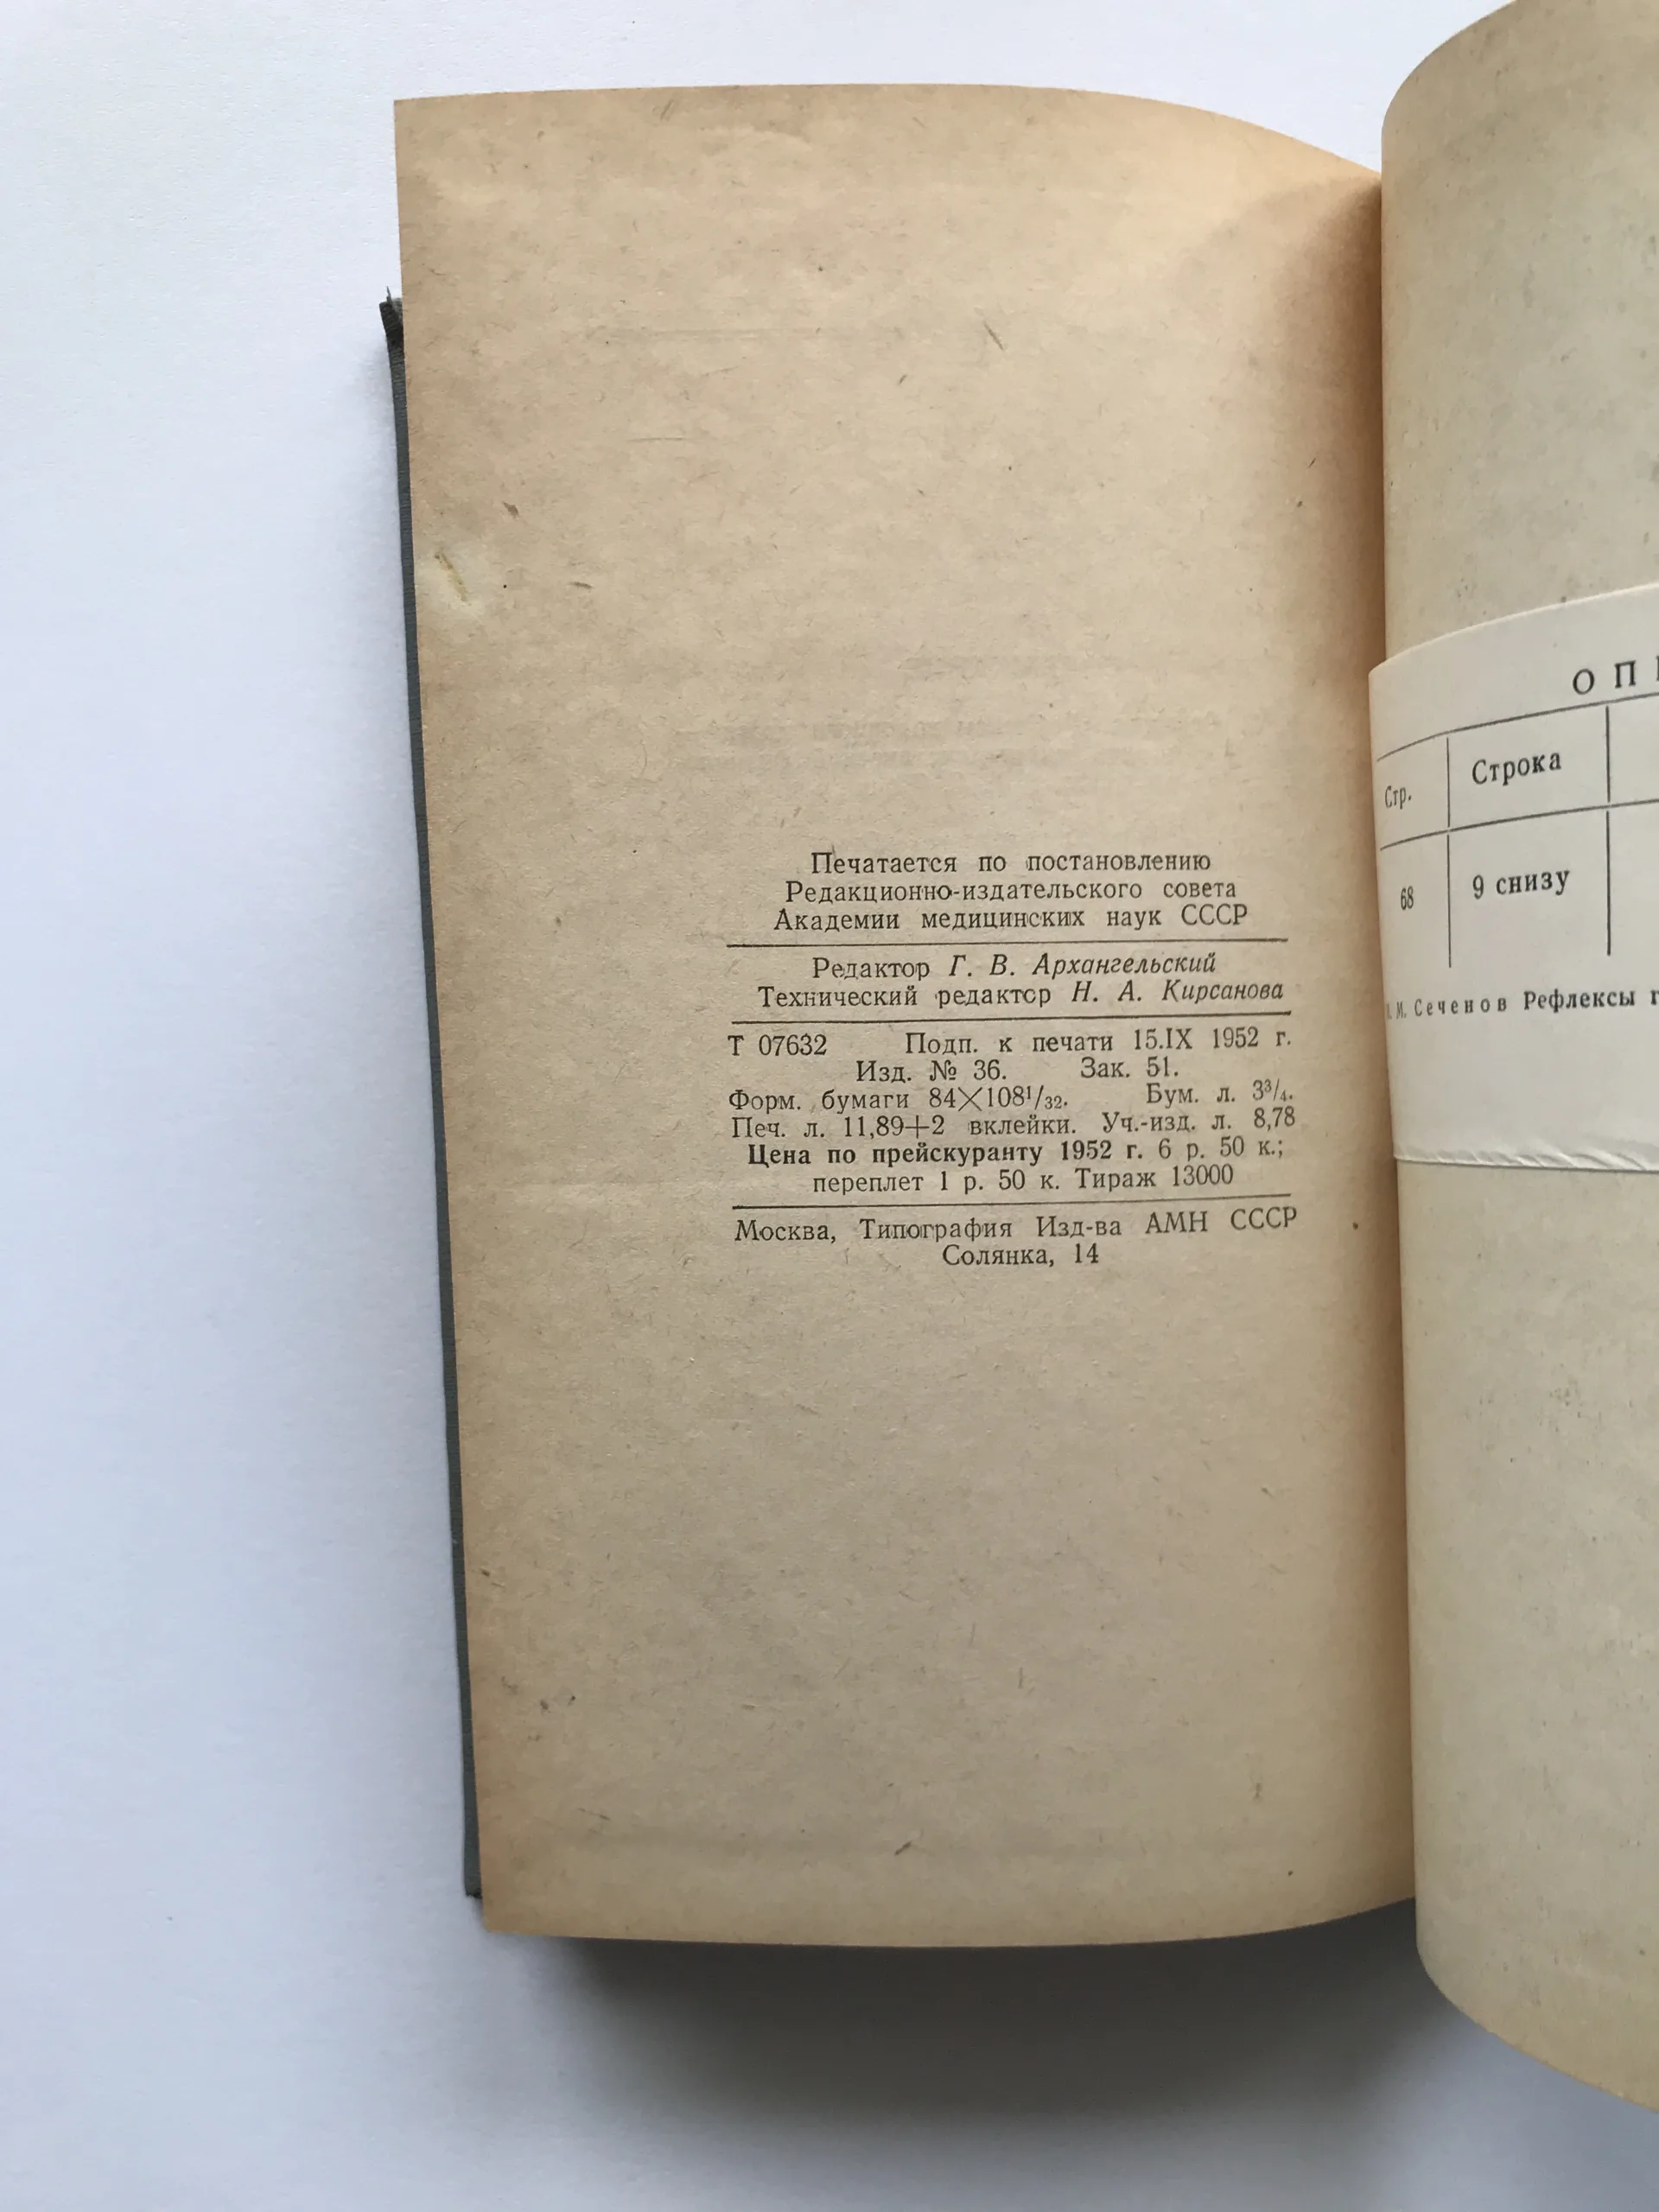 Печатается по постановлению
Редакционно-издательского совета
Академии медицинских наук СССР
Редактор Г. В. Архангельский
Технический редактор Н. А. Кирсанова
Т 07632 Подп. к печати 15.IX 1952 г.
Изд. № 36. Зак. 51.
Форм. бумаги 84×108¹/₃₂. Бум. л. 3³/₄.
Печ. л. 11,89+2 вклейки. Уч.-изд. л. 8,78
Цена по прейскуранту 1952 г. 6 р. 50 к.;
переплет 1 р. 50 к. Тираж 13000
Москва, Типография Изд-ва АМН СССР
Солянка, 14
Стр. Строка
68 9 снизу
И. М. Сеченов Рефлексы